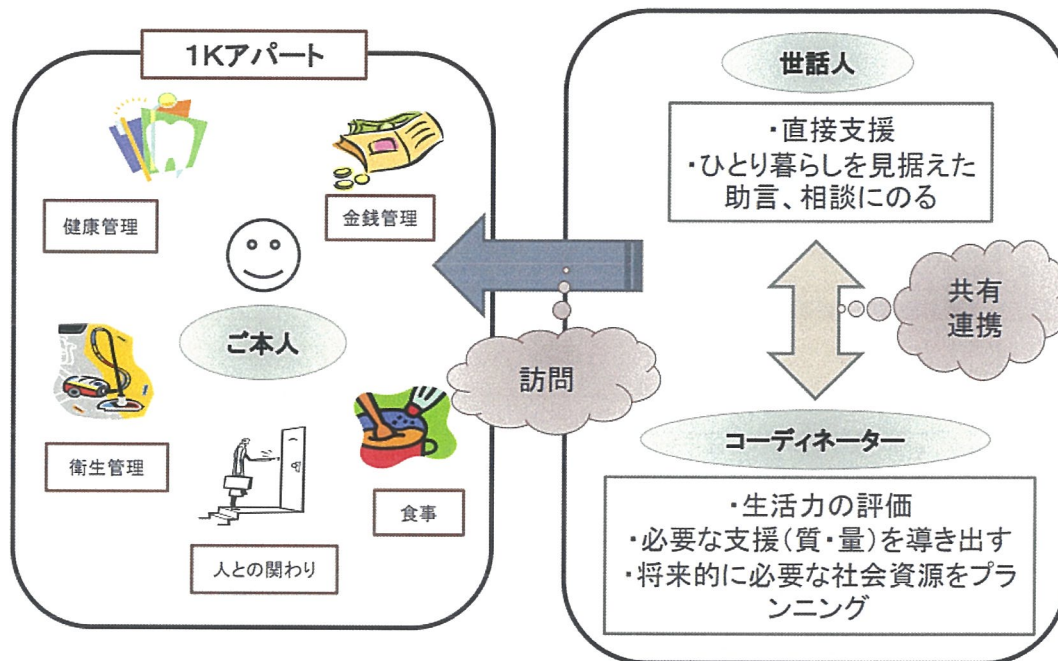 1Kアパート
健康管理
金銭管理
ご本人
衛生管理
人との関わり
食事
訪問
世話人
・直接支援
・ひとり暮らしを見据えた
助言、相談にのる
共有
連携
コーディネーター
・生活力の評価
・必要な支援(質・量)を導き出す
・将来的に必要な社会資源をプラ
ンニング